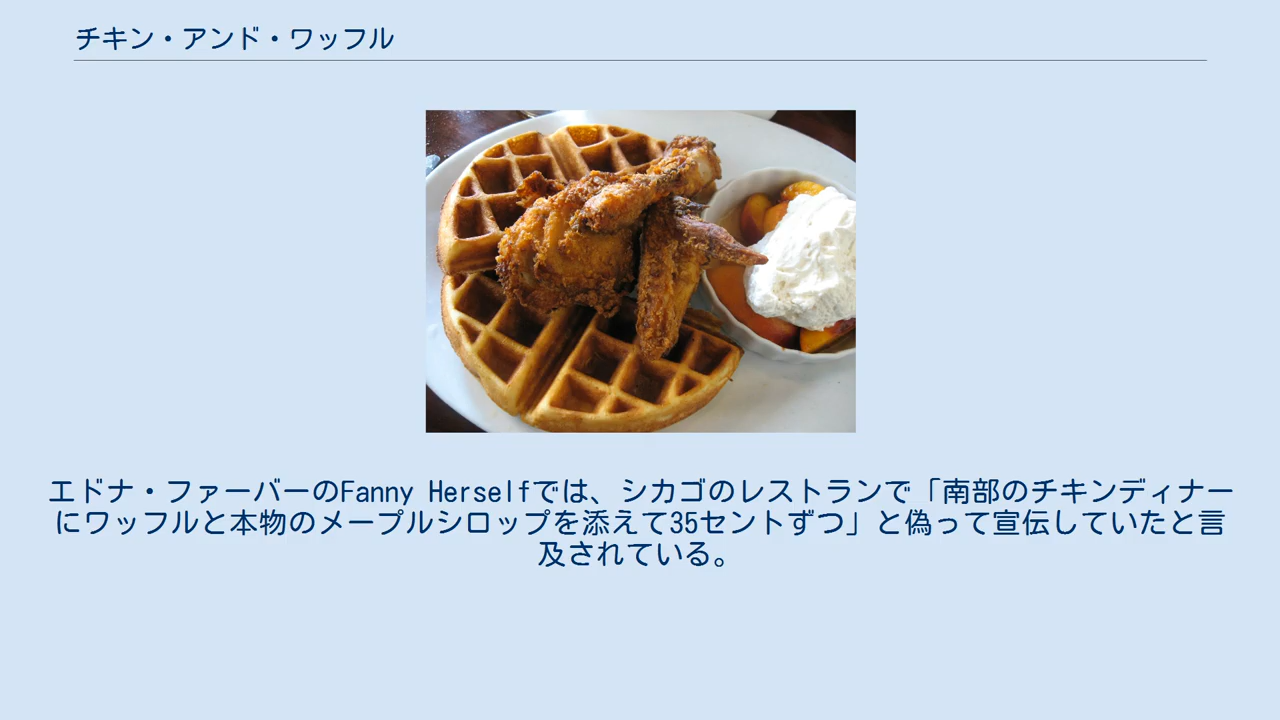 チキン・アンド・ワッフル
エドナ・ファーバーのFanny Herselfでは、シカゴのレストランで「南部のチキンディナー
にワッフルと本物のメープルシロップを添えて35セントずつ」と偽って宣伝していたと言
及されている。